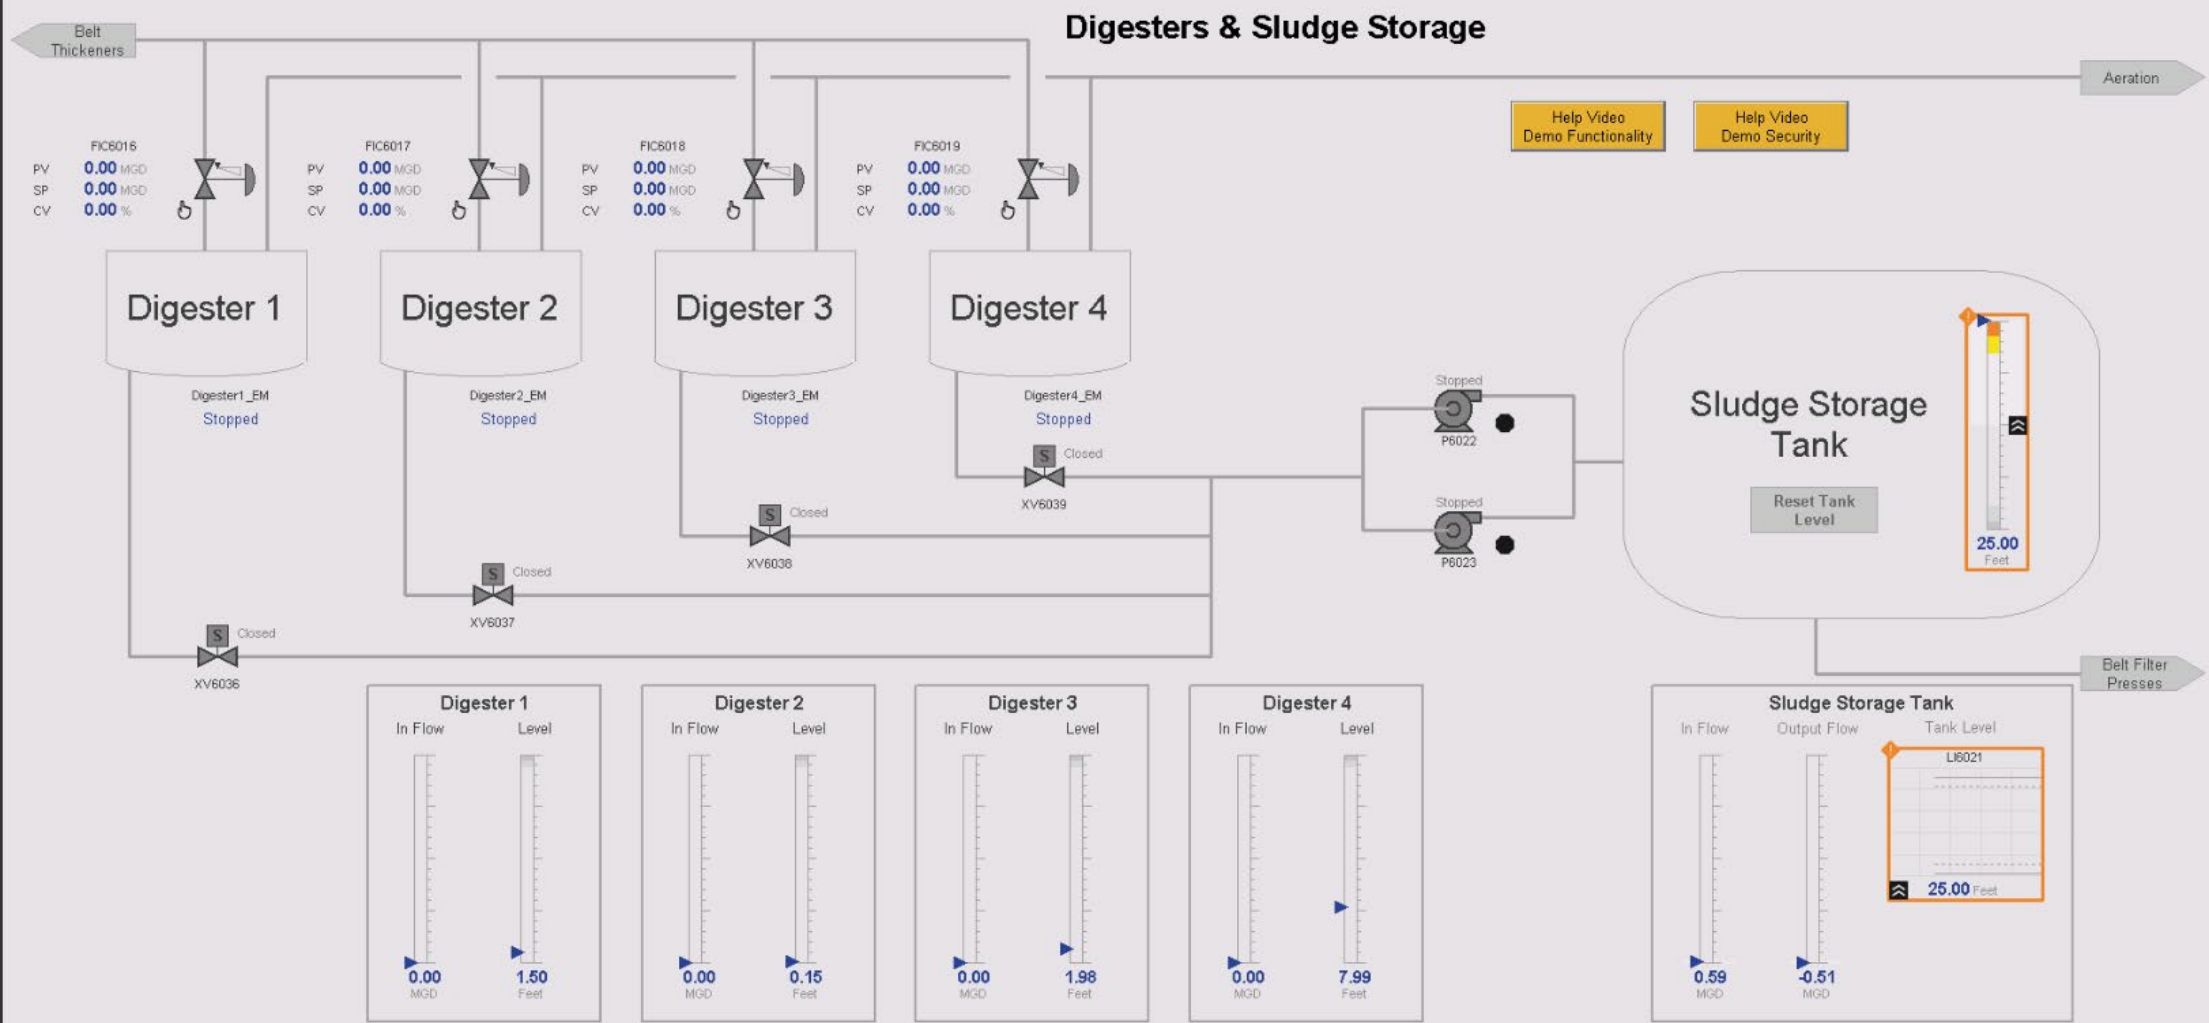 Digesters & Sludge Storage
Belt
Thickeners
Aeration
Help Video
Demo Functionality
Help Video
Demo Security
FIC6016
PV 0.00 MGD
SP 0.00 MGD
CV 0.00 %
FIC6017
PV 0.00 MGD
SP 0.00 MGD
CV 0.00 %
FIC6018
PV 0.00 MGD
SP 0.00 MGD
CV 0.00 %
FIC6019
PV 0.00 MGD
SP 0.00 MGD
CV 0.00 %
Digester 1
Digester 2
Digester 3
Digester 4
Digester1_EM
Stopped
Digester2_EM
Stopped
Digester3_EM
Stopped
Digester4_EM
Stopped
S Closed
XV6039
S Closed
XV6038
S Closed
XV6037
S Closed
XV6036
Stopped
P6022
Stopped
P6023
Sludge Storage
Tank
Reset Tank
Level
!
25.00
Feet
Belt Filter
Presses
Digester 1
In Flow Level
0.00 1.50
MGD Feet
Digester 2
In Flow Level
0.00 0.15
MGD Feet
Digester 3
In Flow Level
0.00 1.98
MGD Feet
Digester 4
In Flow Level
0.00 7.99
MGD Feet
Sludge Storage Tank
In Flow Output Flow Tank Level
!
LI6021
25.00 Feet
0.59 -0.51
MGD MGD